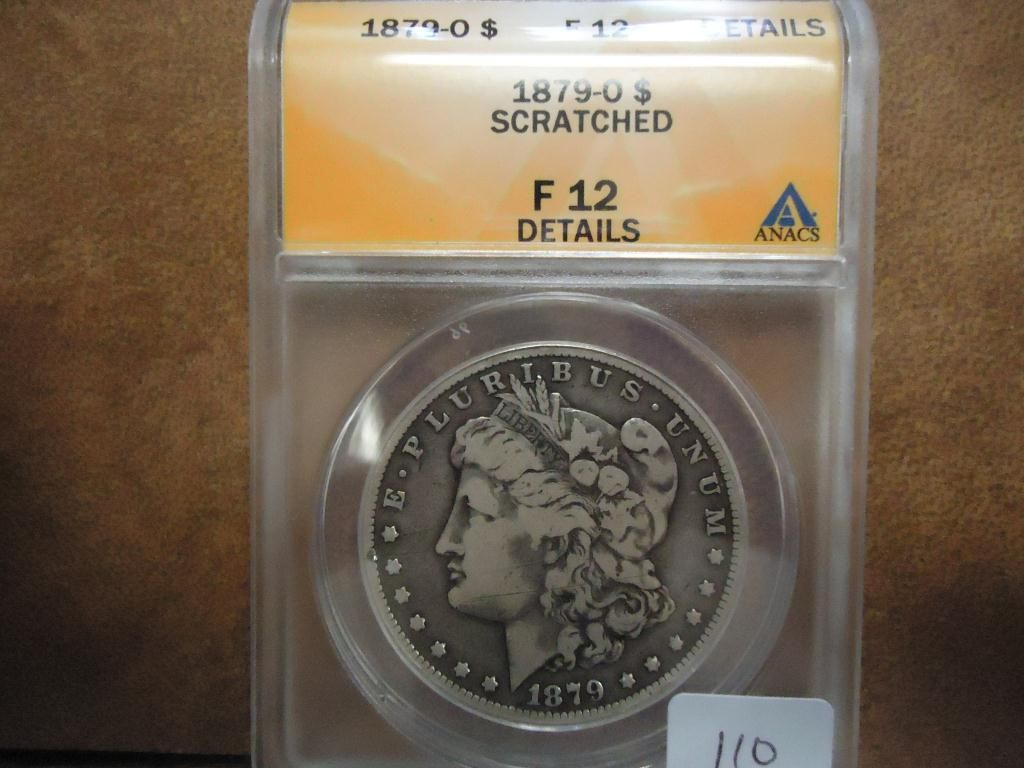 1879-O $ F 12 DETAILS
1879-O $
SCRATCHED
F 12
DETAILS
ANACS
E · PLURIBUS · UNUM
LIBERTY
1879
110